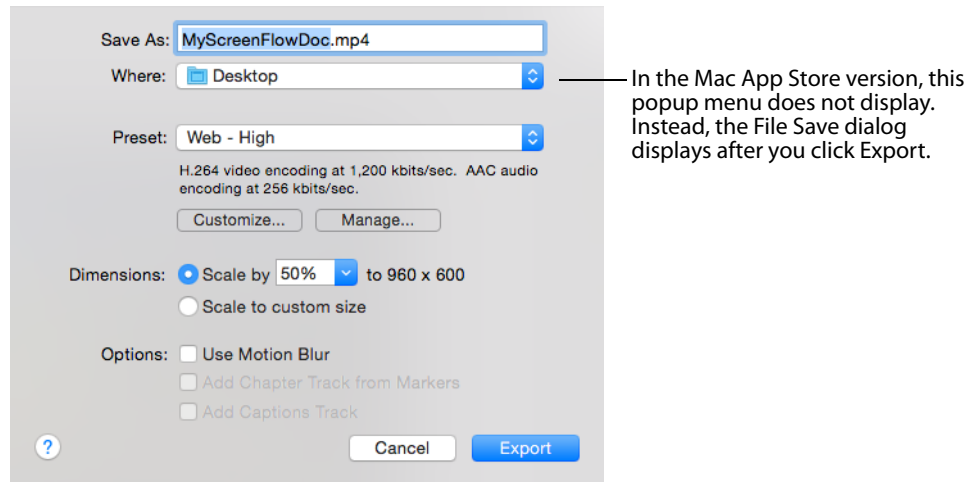 Save As: MyScreenFlowDoc.mp4
Where: Desktop
In the Mac App Store version, this
popup menu does not display.
Instead, the File Save dialog
displays after you click Export.
Preset: Web - High
H.264 video encoding at 1,200 kbits/sec.  AAC audio
encoding at 256 kbits/sec.
Customize... Manage...
Dimensions: Scale by 50% to 960 x 600
Scale to custom size
Options: Use Motion Blur
Add Chapter Track from Markers
Add Captions Track
? Cancel Export